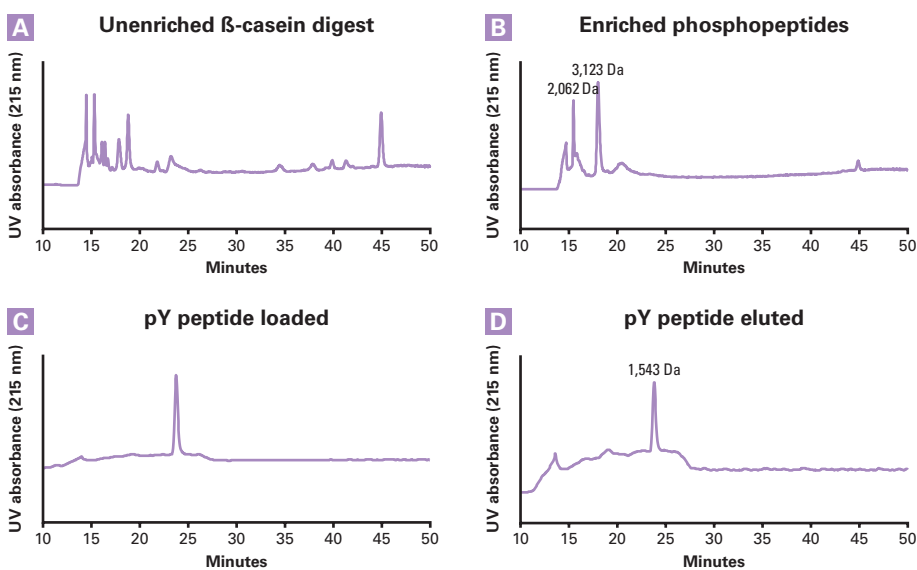 A
Unenriched ß-casein digest
UV absorbance (215 nm)
10 15 20 25 30 35 40 45 50
Minutes
B
Enriched phosphopeptides
UV absorbance (215 nm)
3,123 Da
2,062 Da
10 15 20 25 30 35 40 45 50
Minutes
C
pY peptide loaded
UV absorbance (215 nm)
10 15 20 25 30 35 40 45 50
Minutes
D
pY peptide eluted
UV absorbance (215 nm)
1,543 Da
10 15 20 25 30 35 40 45 50
Minutes